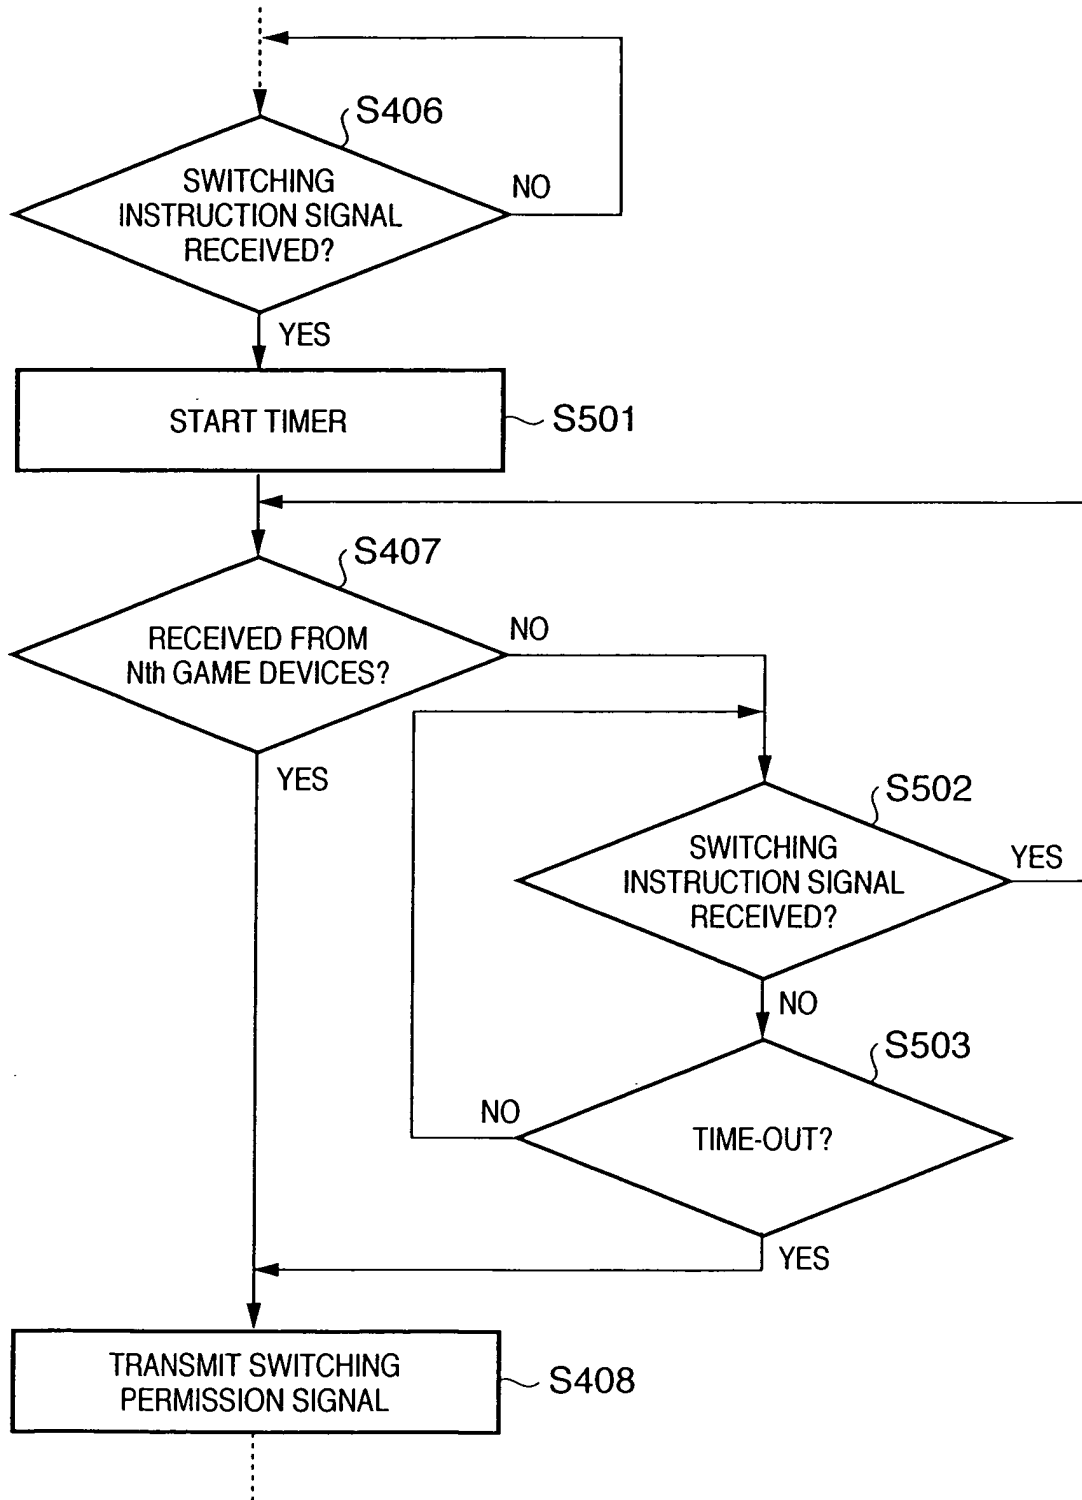 S406
SWITCHING
INSTRUCTION SIGNAL
RECEIVED?
NO
YES
START TIMER
S501
S407
RECEIVED FROM
Nth GAME DEVICES?
NO
YES
S502
SWITCHING
INSTRUCTION SIGNAL
RECEIVED?
YES
NO
S503
TIME-OUT?
NO
YES
TRANSMIT SWITCHING
PERMISSION SIGNAL
S408